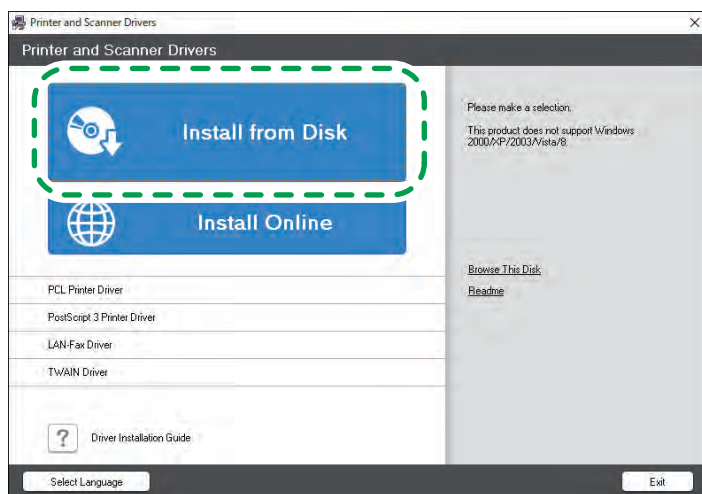 Printer and Scanner Drivers
Printer and Scanner Drivers
Install from Disk
Install Online
PCL Printer Driver
PostScript 3 Printer Driver
LAN-Fax Driver
TWAIN Driver
? Driver Installation Guide
Please make a selection.
This product does not support Windows
2000/XP/2003/Vista/8.
Browse This Disk
Readme
Select Language
Exit